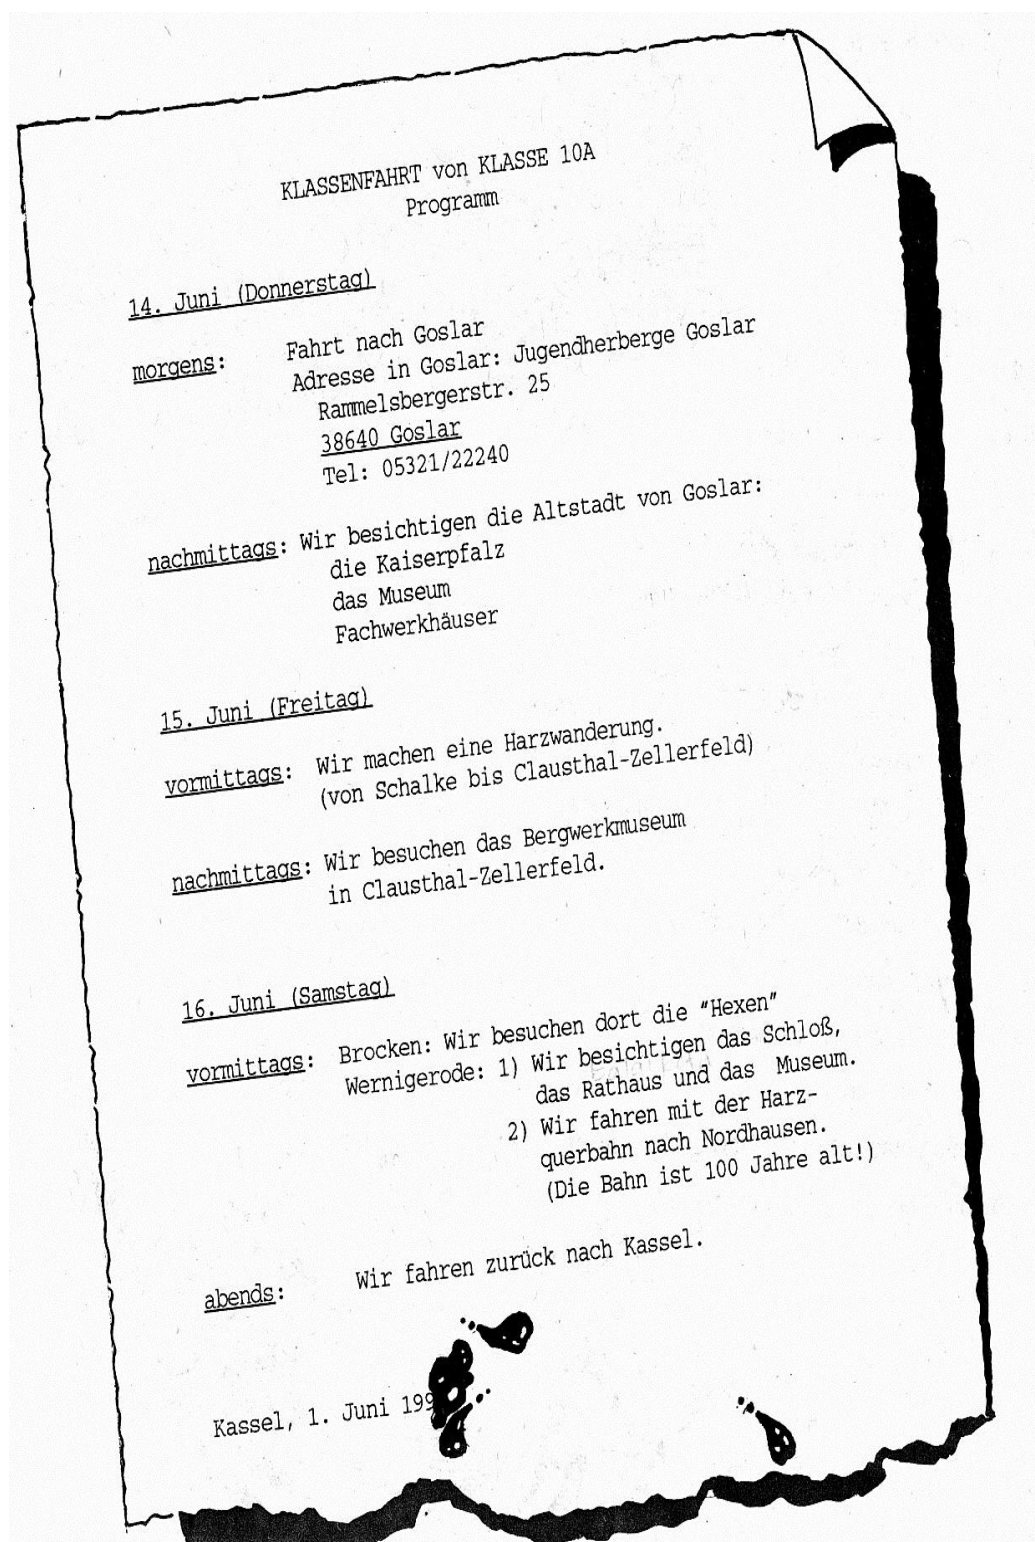 KLASSENFAHRT von KLASSE 10A
Programm
14. Juni (Donnerstag)
morgens: Fahrt nach Goslar
Adresse in Goslar: Jugendherberge Goslar
Rammelsbergerstr. 25
38640 Goslar
Tel: 05321/22240
nachmittags: Wir besichtigen die Altstadt von Goslar:
die Kaiserpfalz
das Museum
Fachwerkhäuser
15. Juni (Freitag)
vormittags: Wir machen eine Harzwanderung.
(von Schalke bis Clausthal-Zellerfeld)
nachmittags: Wir besuchen das Bergwerkmuseum
in Clausthal-Zellerfeld.
16. Juni (Samstag)
vormittags: Brocken: Wir besuchen dort die "Hexen"
Wernigerode: 1) Wir besichtigen das Schloß,
das Rathaus und das Museum.
2) Wir fahren mit der Harz-
querbahn nach Nordhausen.
(Die Bahn ist 100 Jahre alt!)
abends: Wir fahren zurück nach Kassel.
Kassel, 1. Juni 199